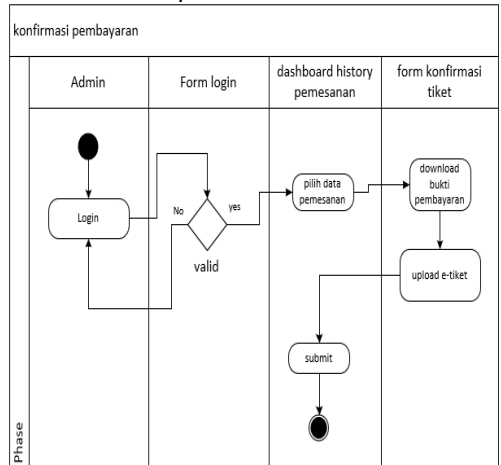 konfirmasi pembayaran
Admin
Form login
dashboard history
pemesanan
form konfirmasi
tiket
Login
No
yes
valid
pilih data
pemesanan
download
bukti
pembayaran
upload e-tiket
submit
Phase